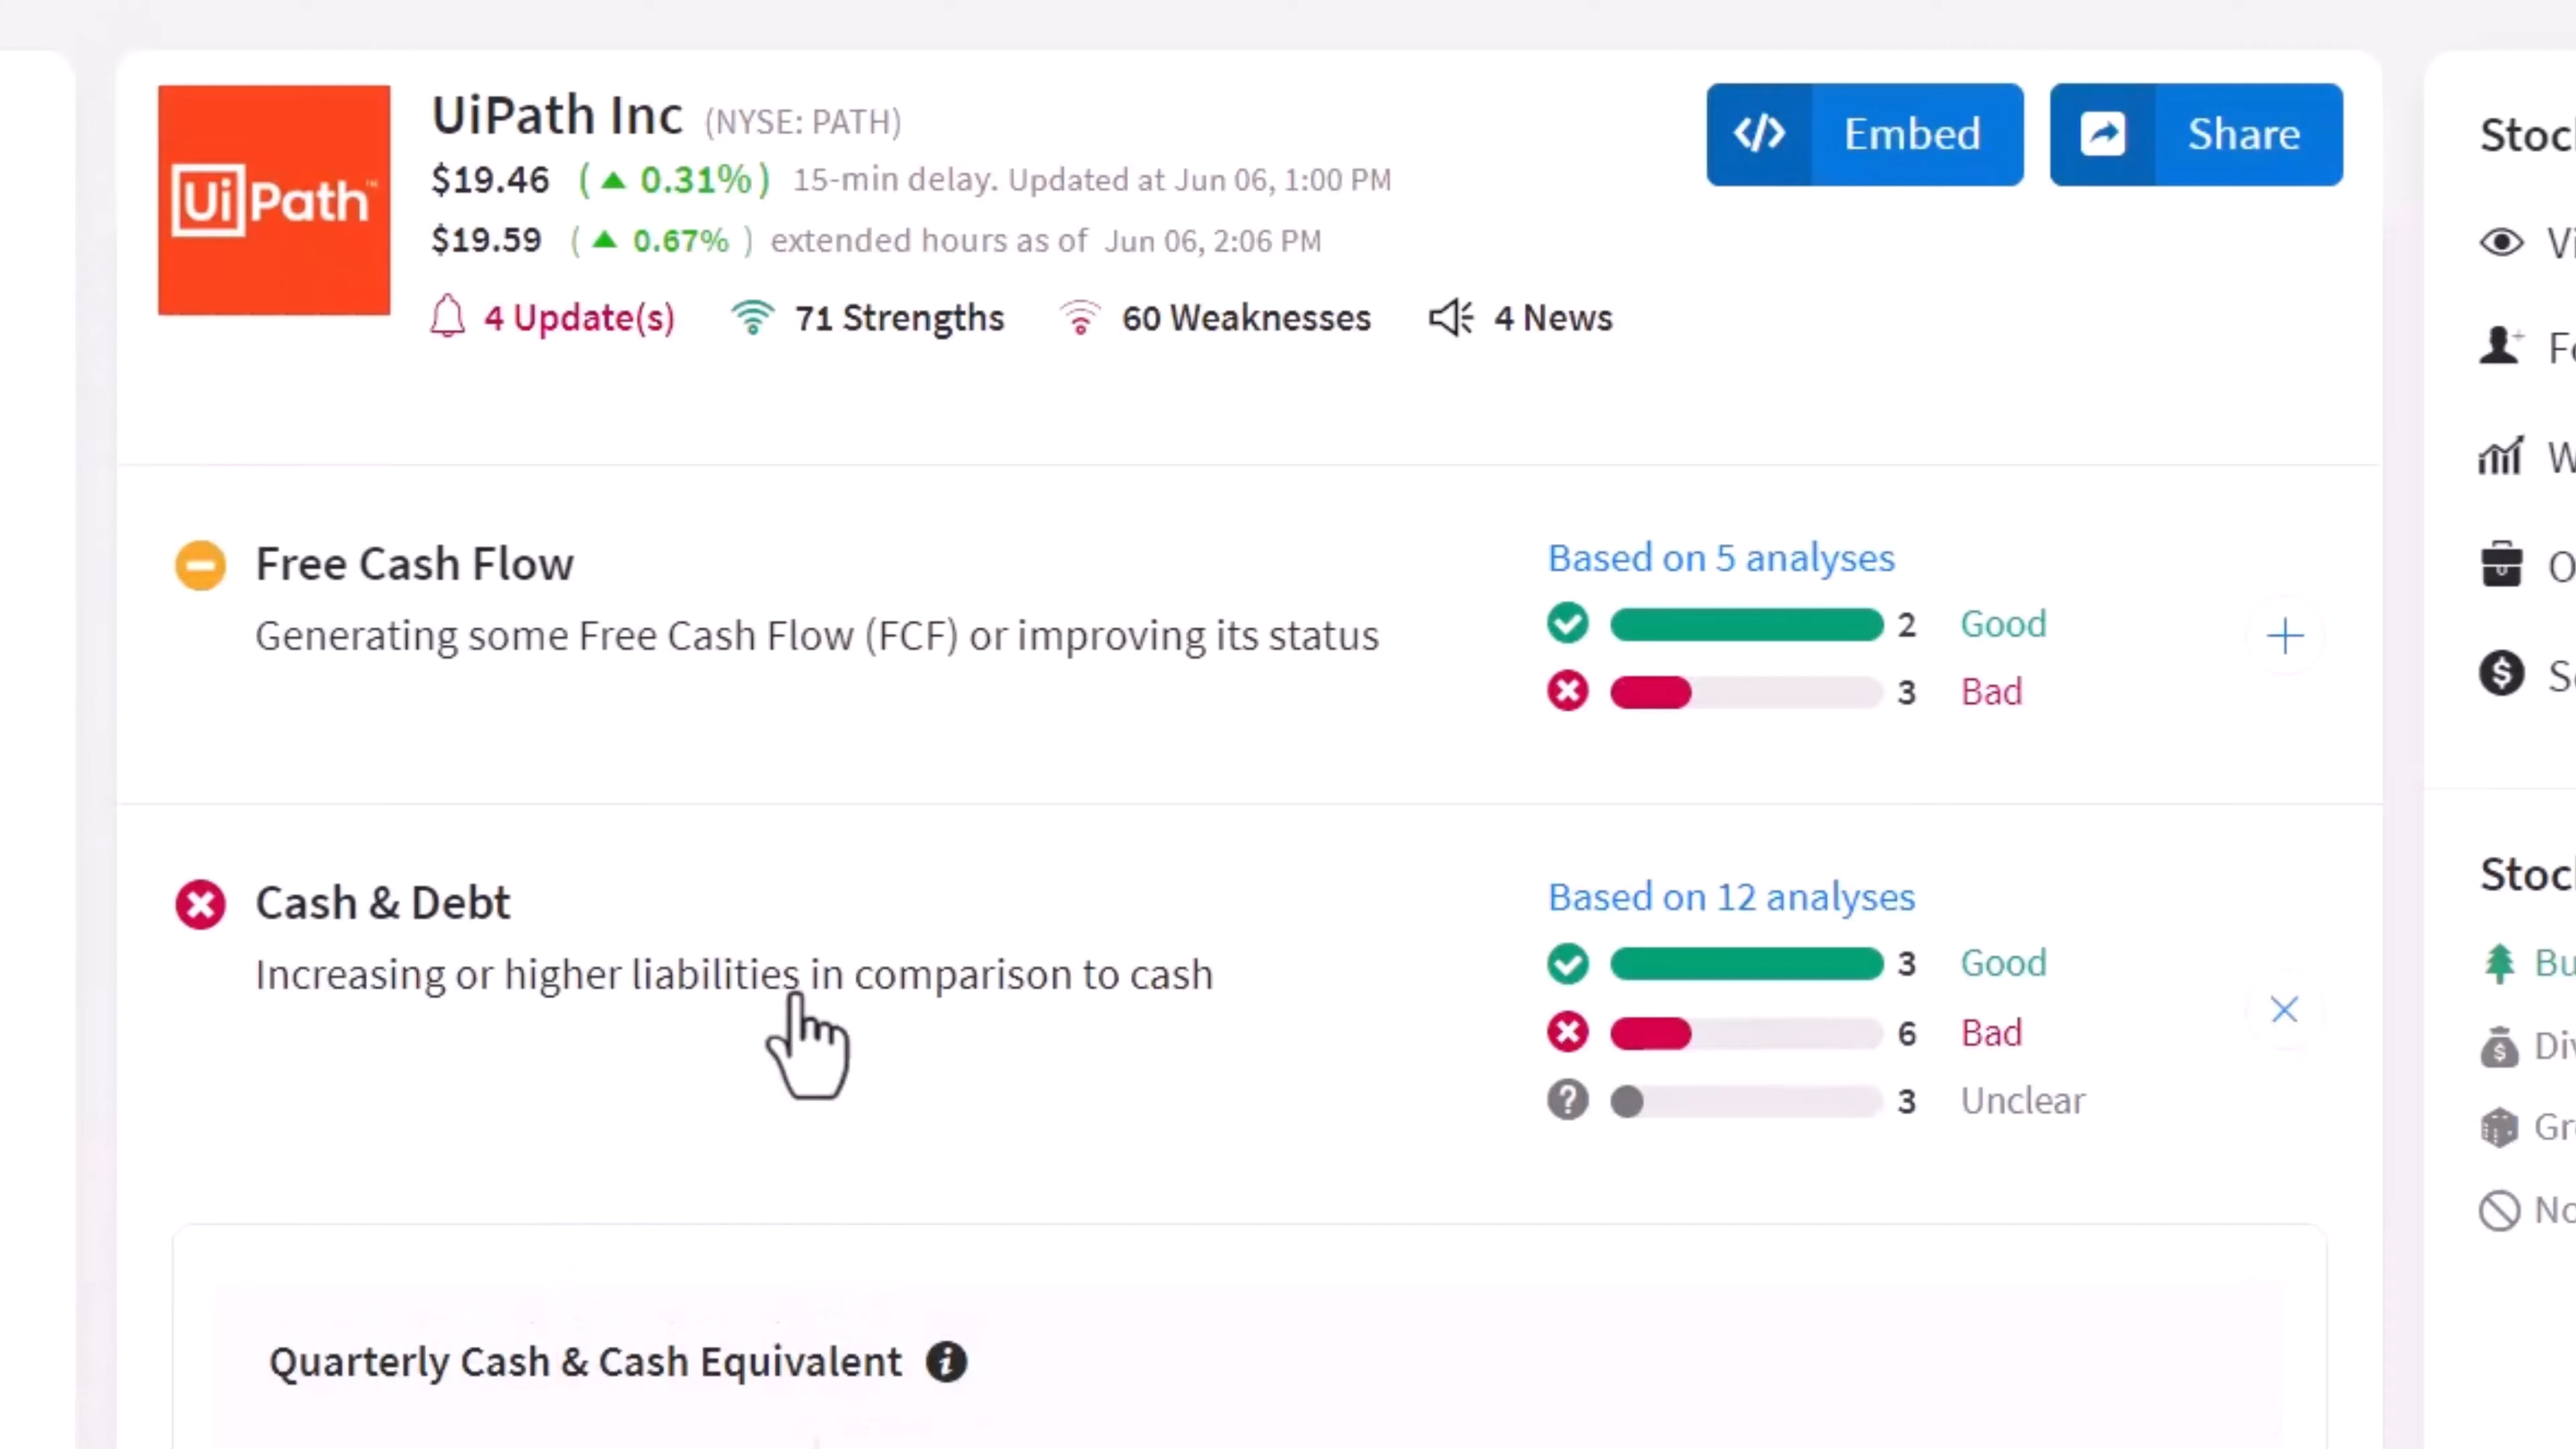 UiPath™
UiPath Inc (NYSE: PATH)
$19.46 (▲ 0.31%) 15-min delay. Updated at Jun 06, 1:00 PM
$19.59 (▲ 0.67% ) extended hours as of Jun 06, 2:06 PM
4 Update(s) 71 Strengths 60 Weaknesses 4 News
Embed
Share
Free Cash Flow
Generating some Free Cash Flow (FCF) or improving its status
Based on 5 analyses
2 Good
3 Bad
Cash & Debt
Increasing or higher liabilities in comparison to cash
Based on 12 analyses
3 Good
6 Bad
3 Unclear
Quarterly Cash & Cash Equivalent